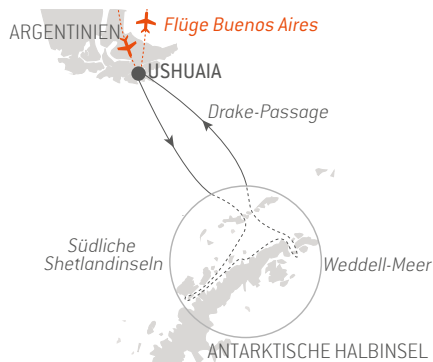 Flüge Buenos Aires
ARGENTINIEN
USHUAIA
Drake-Passage
Südliche
Shetlandinseln
Weddell-Meer
ANTARKTISCHE HALBINSEL